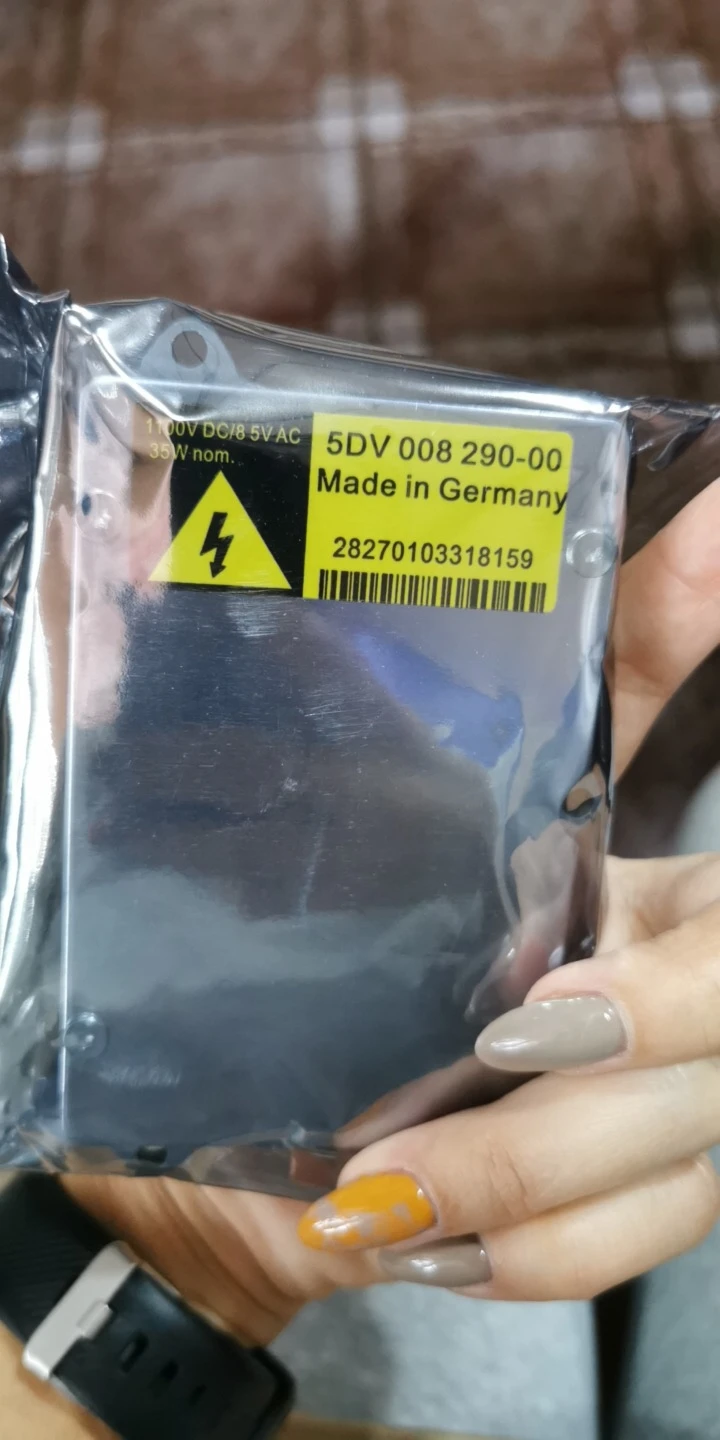 1100V DC/8 5V AC
35W nom.
5DV 008 290-00
Made in Germany
28270103318159